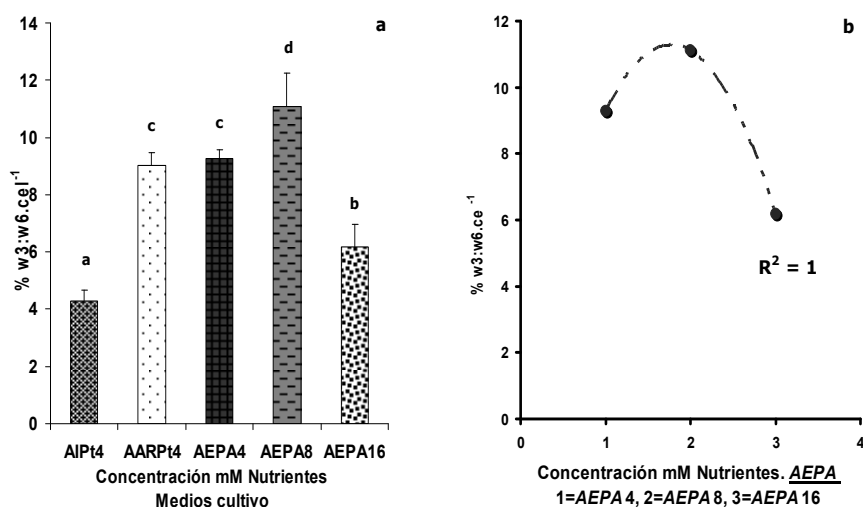 a
14
12
10
8
6
4
2
0
% w3:w6.cel-1
a
c
c
d
b
AIPt4 AARPt4 AEPA4 AEPA8 AEPA16
Concentración mM Nutrientes
Medios cultivo
b
12
10
8
6
4
2
0
% w3:w6.ce -1
R2 = 1
0 1 2 3 4
Concentración mM Nutrientes. AEPA
1=AEPA 4, 2=AEPA 8, 3=AEPA 16